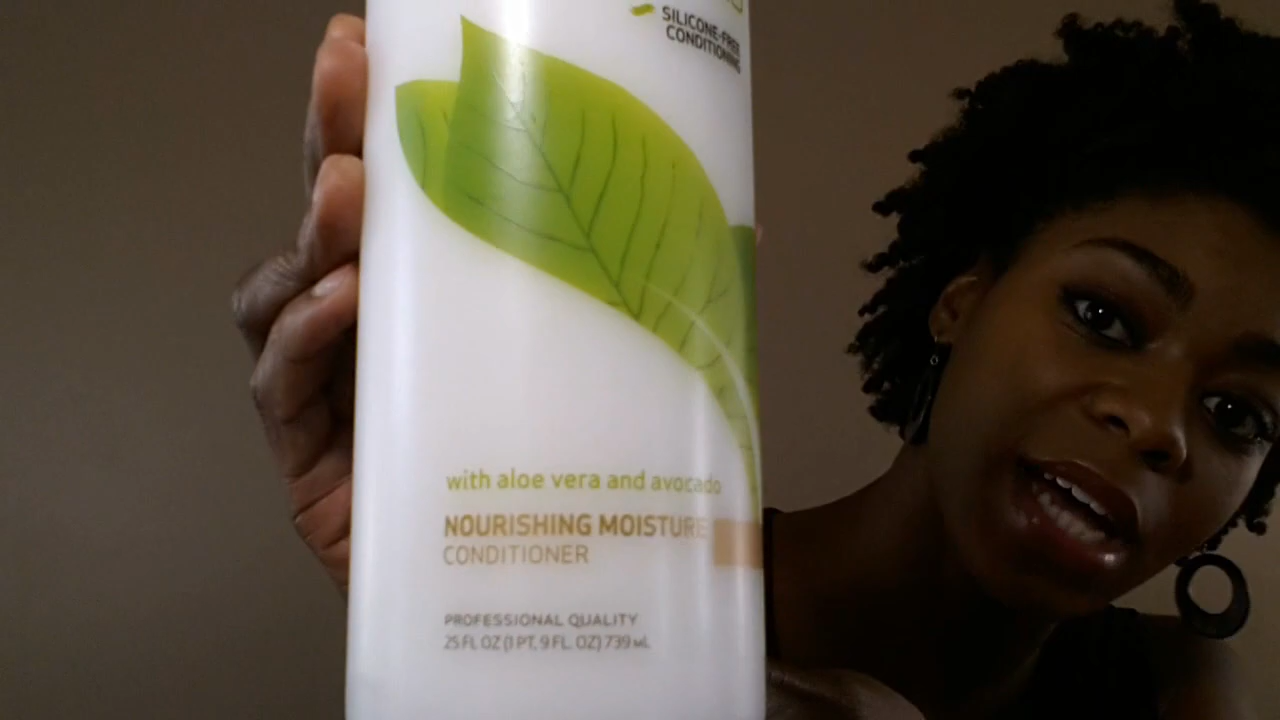 SILICONE-FREE
CONDITIONING
with aloe vera and avocado
NOURISHING MOISTURE
CONDITIONER
PROFESSIONAL QUALITY
25 FL OZ (1 PT, 9 FL. OZ) 739 mL